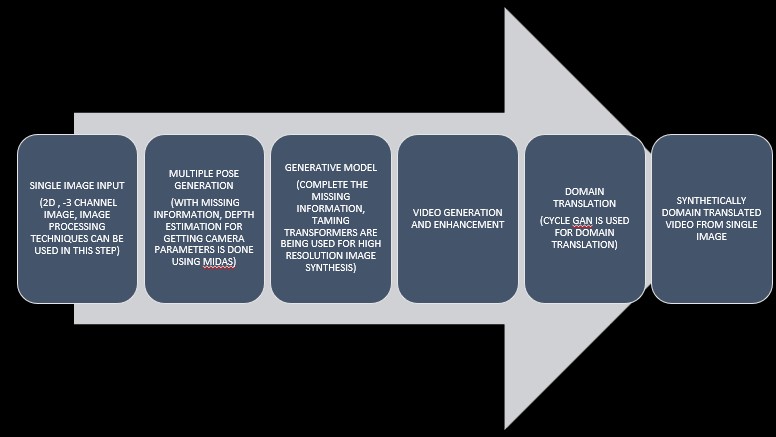 SINGLE IMAGE INPUT
(2D , -3 CHANNEL
IMAGE, IMAGE
PROCESSING
TECHNIQUES CAN BE
USED IN THIS STEP)
MULTIPLE POSE
GENERATION
(WITH MISSING
INFORMATION, DEPTH
ESTIMATION FOR
GETTING CAMERA
PARAMETERS IS DONE
USING MIDAS)
GENERATIVE MODEL
(COMPLETE THE
MISSING
INFORMATION,
TAMING
TRANSFORMERS ARE
BEING USED FOR HIGH
RESOLUTION IMAGE
SYNTHESIS)
VIDEO GENERATION
AND ENHANCEMENT
DOMAIN
TRANSLATION
(CYCLE GAN IS USED
FOR DOMAIN
TRANSLATION)
SYNTHETICALLY
DOMAIN TRANSLATED
VIDEO FROM SINGLE
IMAGE